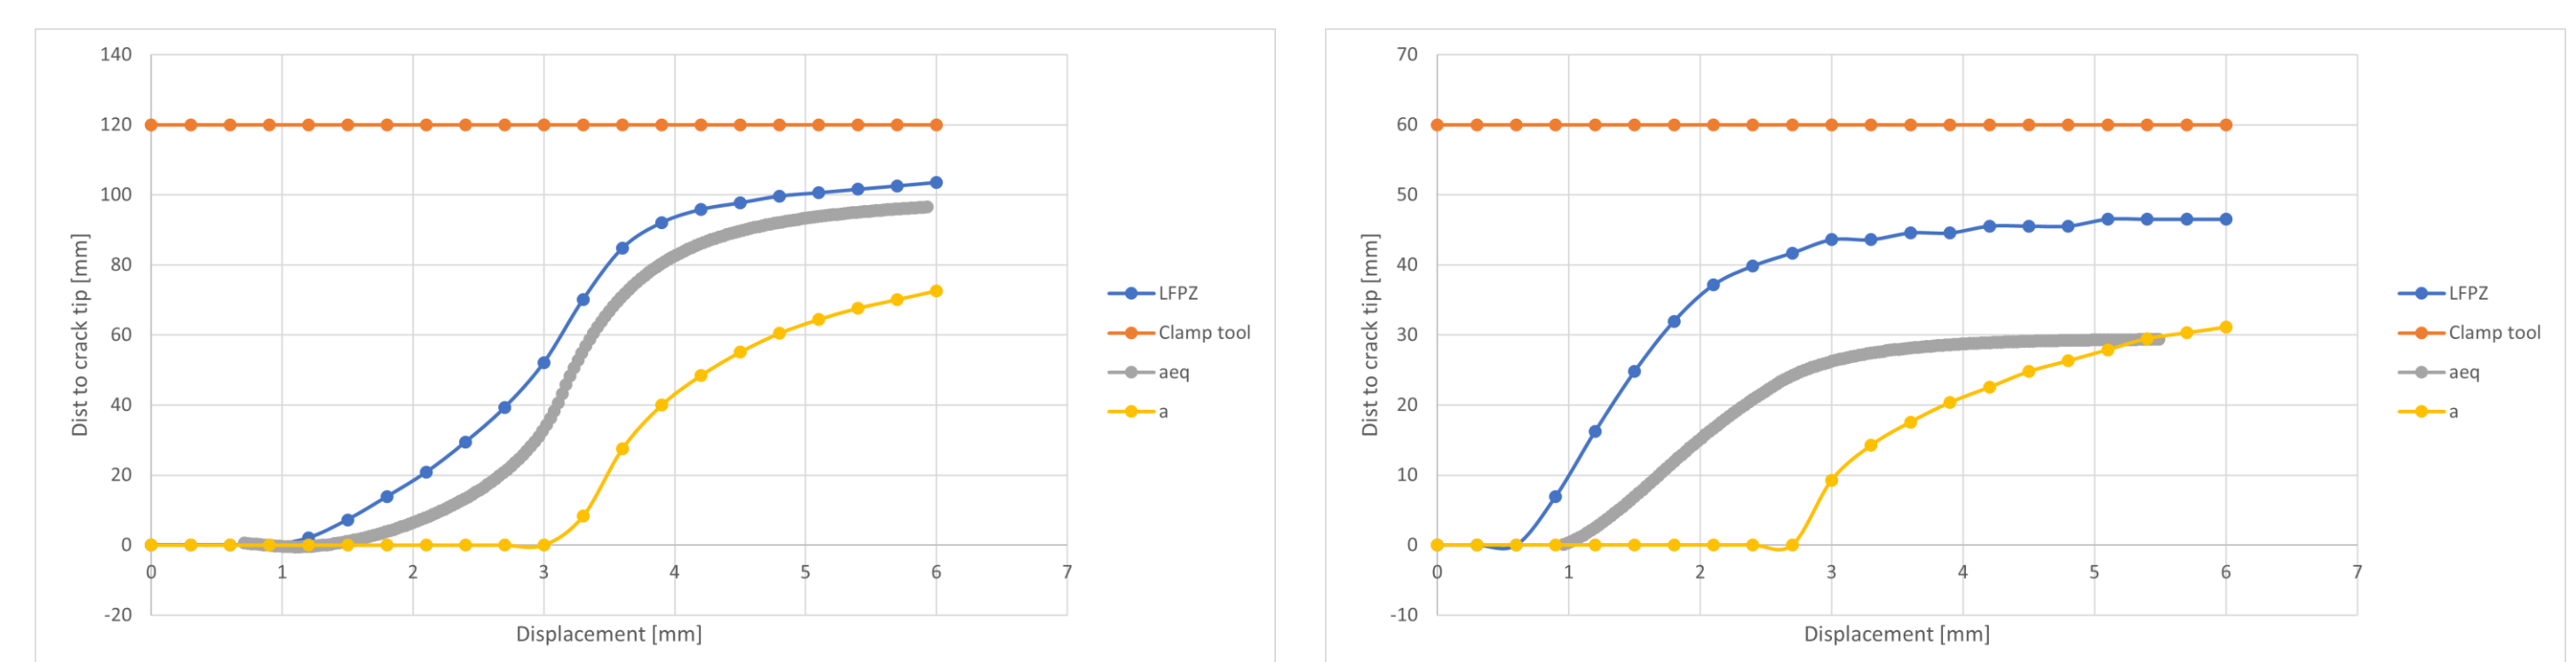 140
120
100
80
60
40
20
0
-20
0 1 2 3 4 5 6 7
Dist to crack tip [mm]
Displacement [mm]
LFPZ
Clamp tool
aeq
a
70
60
50
40
30
20
10
0
-10
0 1 2 3 4 5 6 7
Dist to crack tip [mm]
Displacement [mm]
LFPZ
Clamp tool
aeq
a